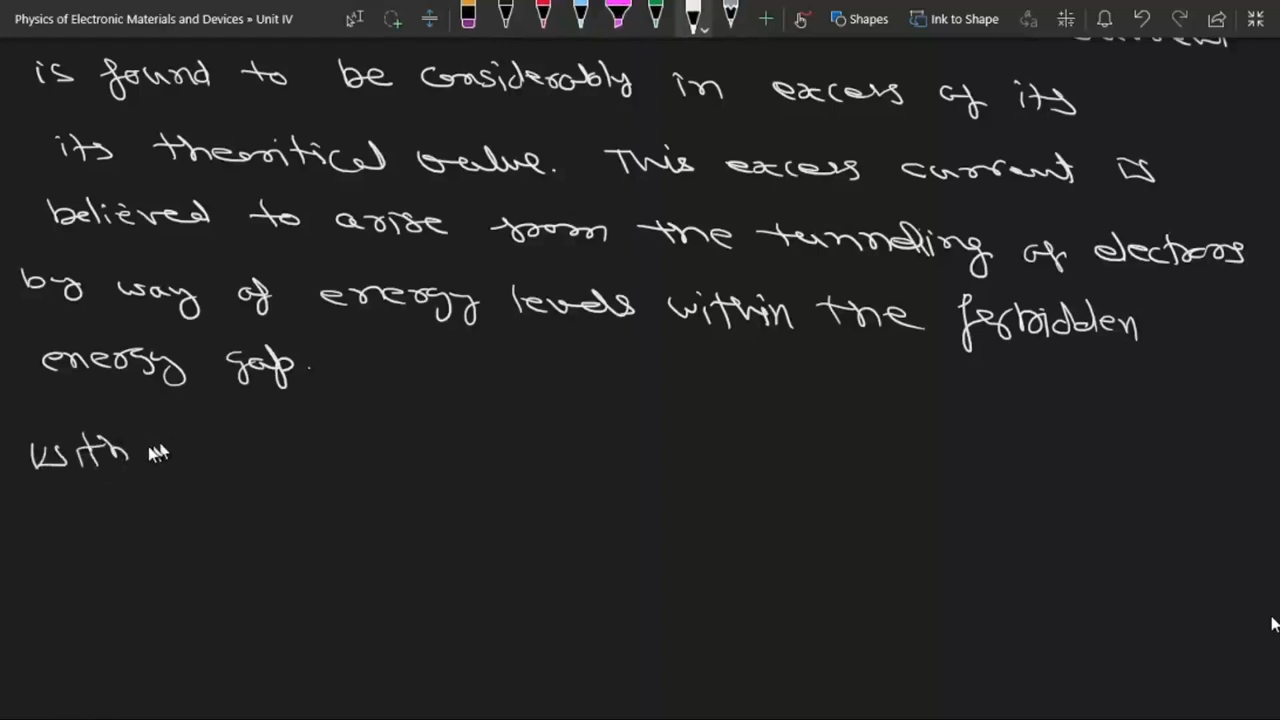 Physics of Electronic Materials and Devices » Unit IV
Shapes
Ink to Shape
current
is found to be considerably in excess of its
its theoritical value. This excess current is
believed to arise from the tunneling of electrons
by way of energy levels within the forbidden
energy gap.
with